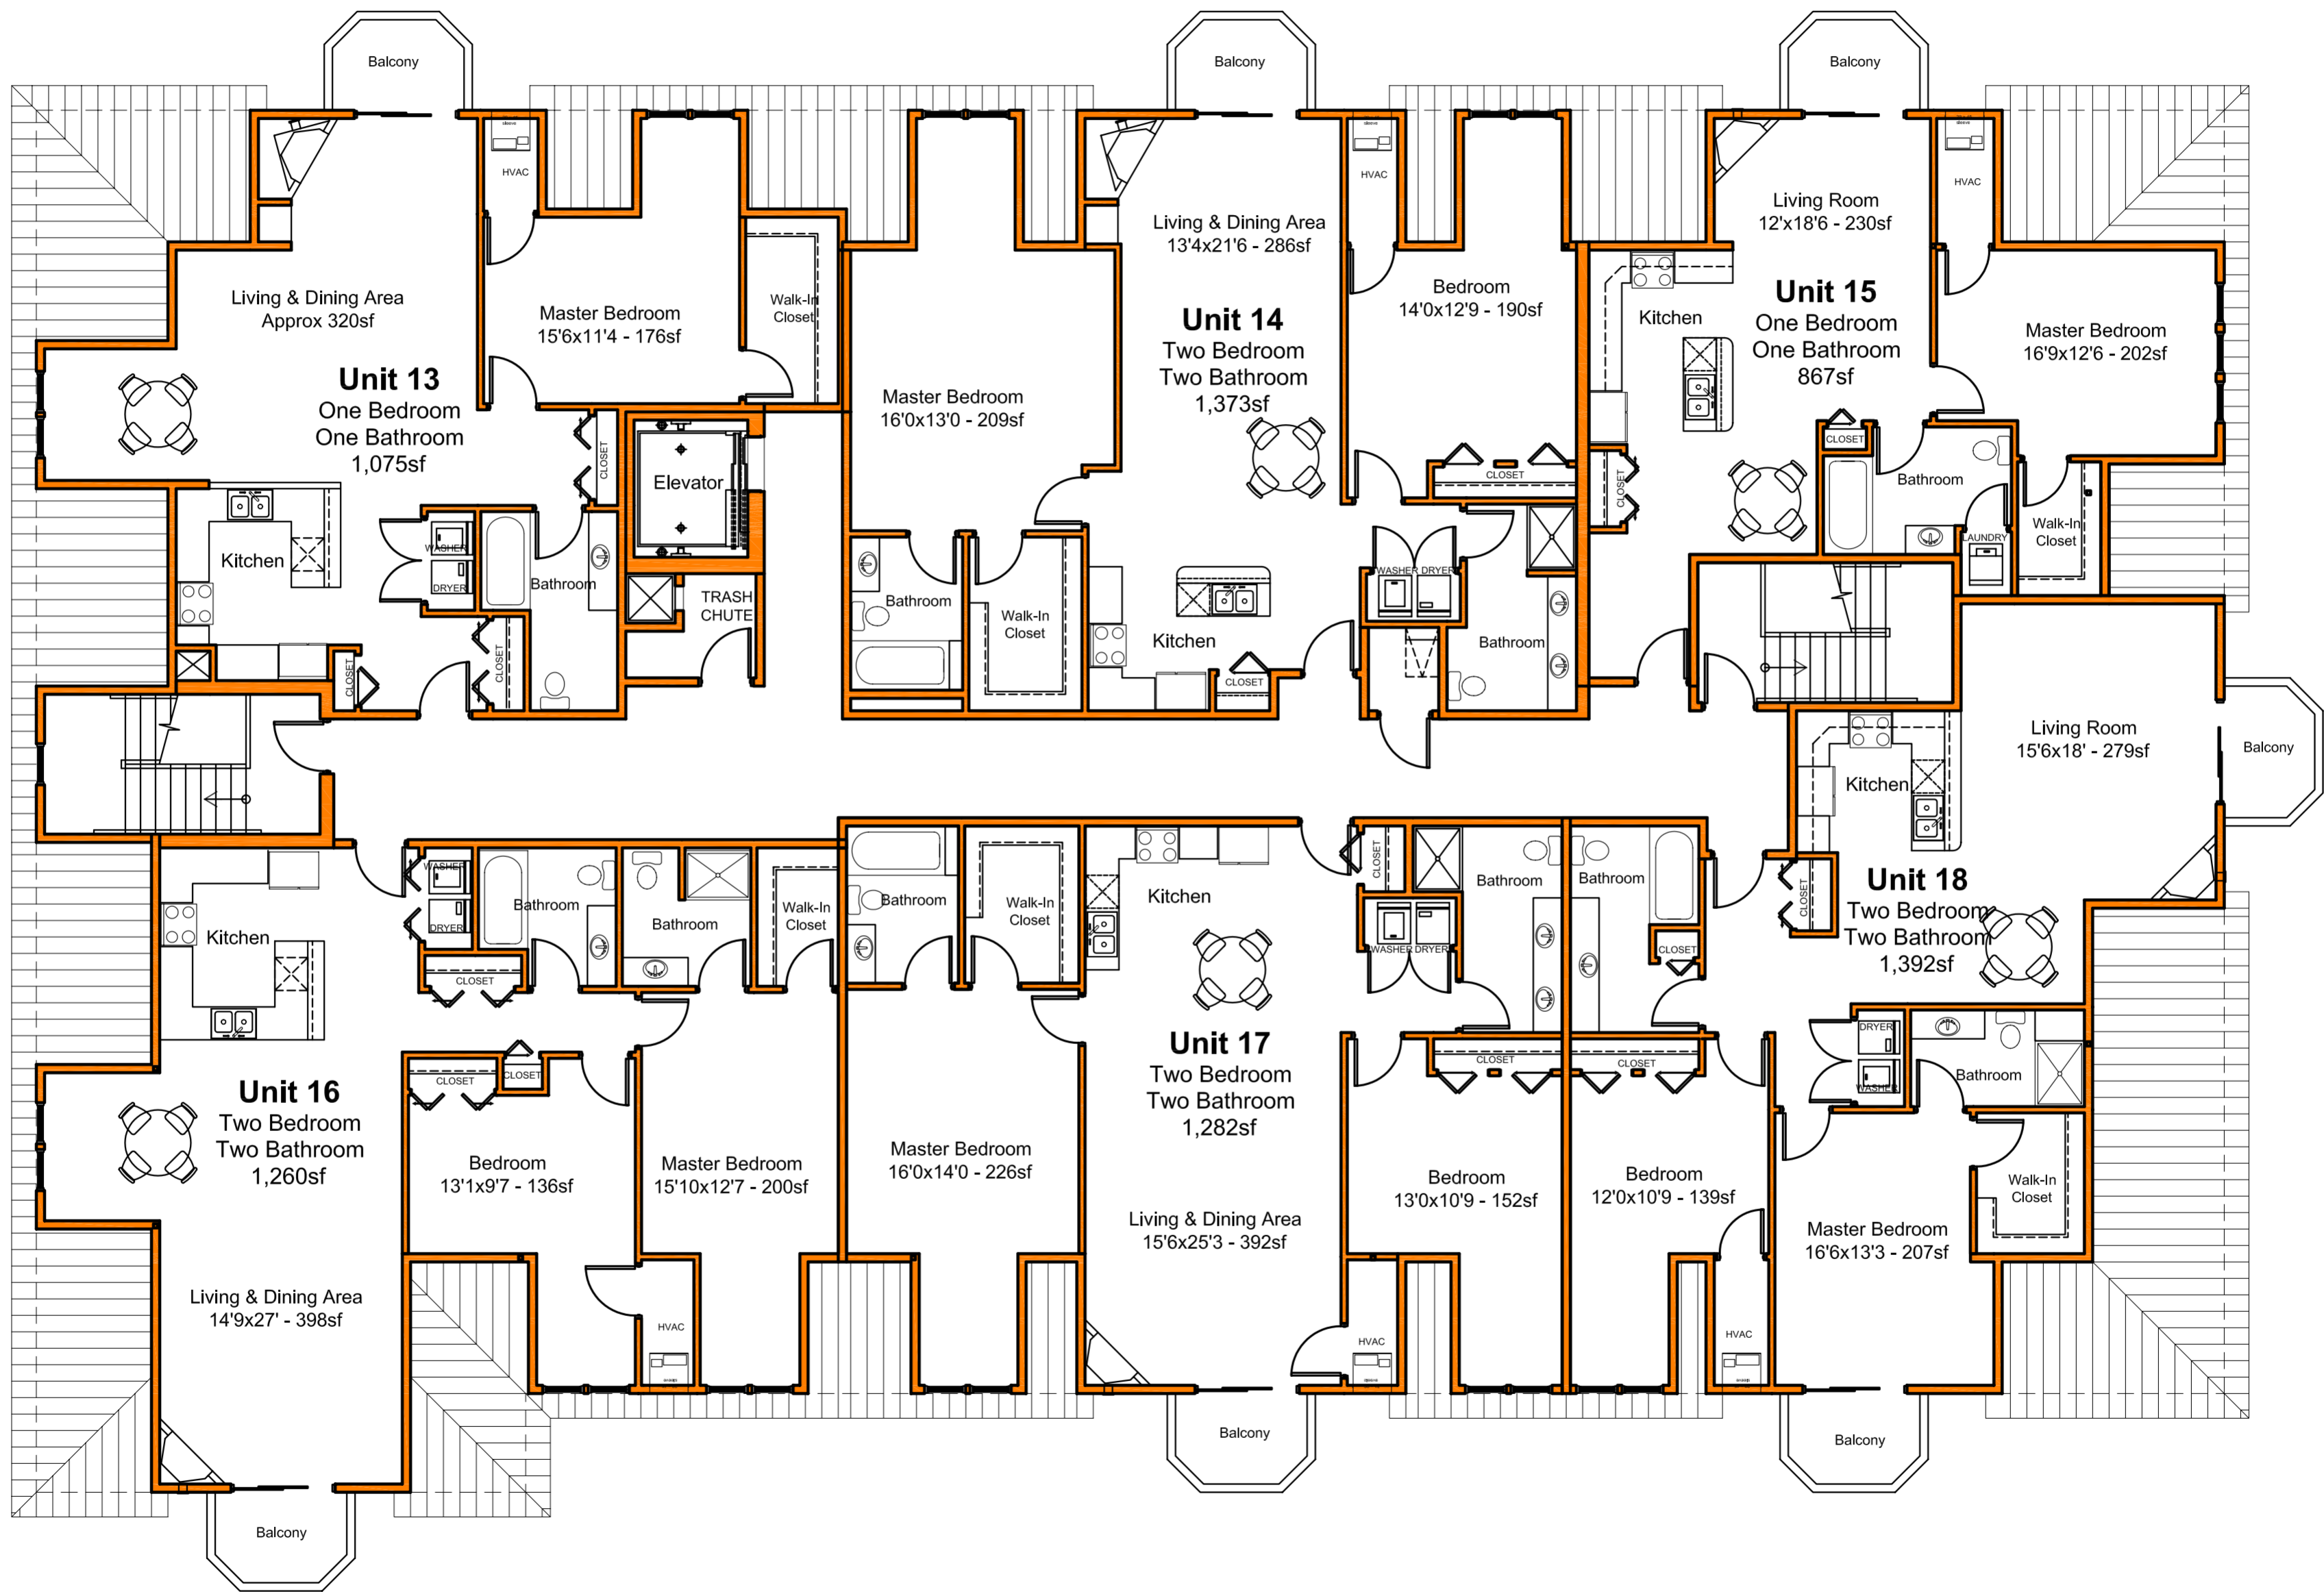 Balcony
Balcony
Balcony
HVAC
Living & Dining Area
Approx 320sf
Master Bedroom
15'6x11'4 - 176sf
Walk-In
Closet
Unit 13
One Bedroom
One Bathroom
1,075sf
CLOSET
Elevator
Kitchen
WASHER
DRYER
Bathroom
TRASH
CHUTE
CLOSET
CLOSET
Living & Dining Area
13'4x21'6 - 286sf
HVAC
Unit 14
Two Bedroom
Two Bathroom
1,373sf
Master Bedroom
16'0x13'0 - 209sf
Bedroom
14'0x12'9 - 190sf
CLOSET
Bathroom
Walk-In
Closet
Kitchen
CLOSET
WASHER
DRYER
Bathroom
Living Room
12'x18'6 - 230sf
HVAC
Unit 15
One Bedroom
One Bathroom
867sf
Kitchen
Master Bedroom
16'9x12'6 - 202sf
CLOSET
CLOSET
Bathroom
LAUNDRY
Walk-In
Closet
Living Room
15'6x18' - 279sf
Balcony
Kitchen
Unit 18
Two Bedroom
Two Bathroom
1,392sf
CLOSET
Bathroom
CLOSET
CLOSET
DRYER
WASHER
Bathroom
Bedroom
12'0x10'9 - 139sf
Master Bedroom
16'6x13'3 - 207sf
Walk-In
Closet
HVAC
Balcony
Kitchen
WASHER
DRYER
CLOSET
Bathroom
Bathroom
Walk-In
Closet
Unit 16
Two Bedroom
Two Bathroom
1,260sf
CLOSET
CLOSET
Bedroom
13'1x9'7 - 136sf
Master Bedroom
15'10x12'7 - 200sf
Living & Dining Area
14'9x27' - 398sf
HVAC
Balcony
Bathroom
Walk-In
Closet
Kitchen
CLOSET
Bathroom
WASHER
DRYER
Unit 17
Two Bedroom
Two Bathroom
1,282sf
CLOSET
Master Bedroom
16'0x14'0 - 226sf
Bedroom
13'0x10'9 - 152sf
Living & Dining Area
15'6x25'3 - 392sf
HVAC
Balcony